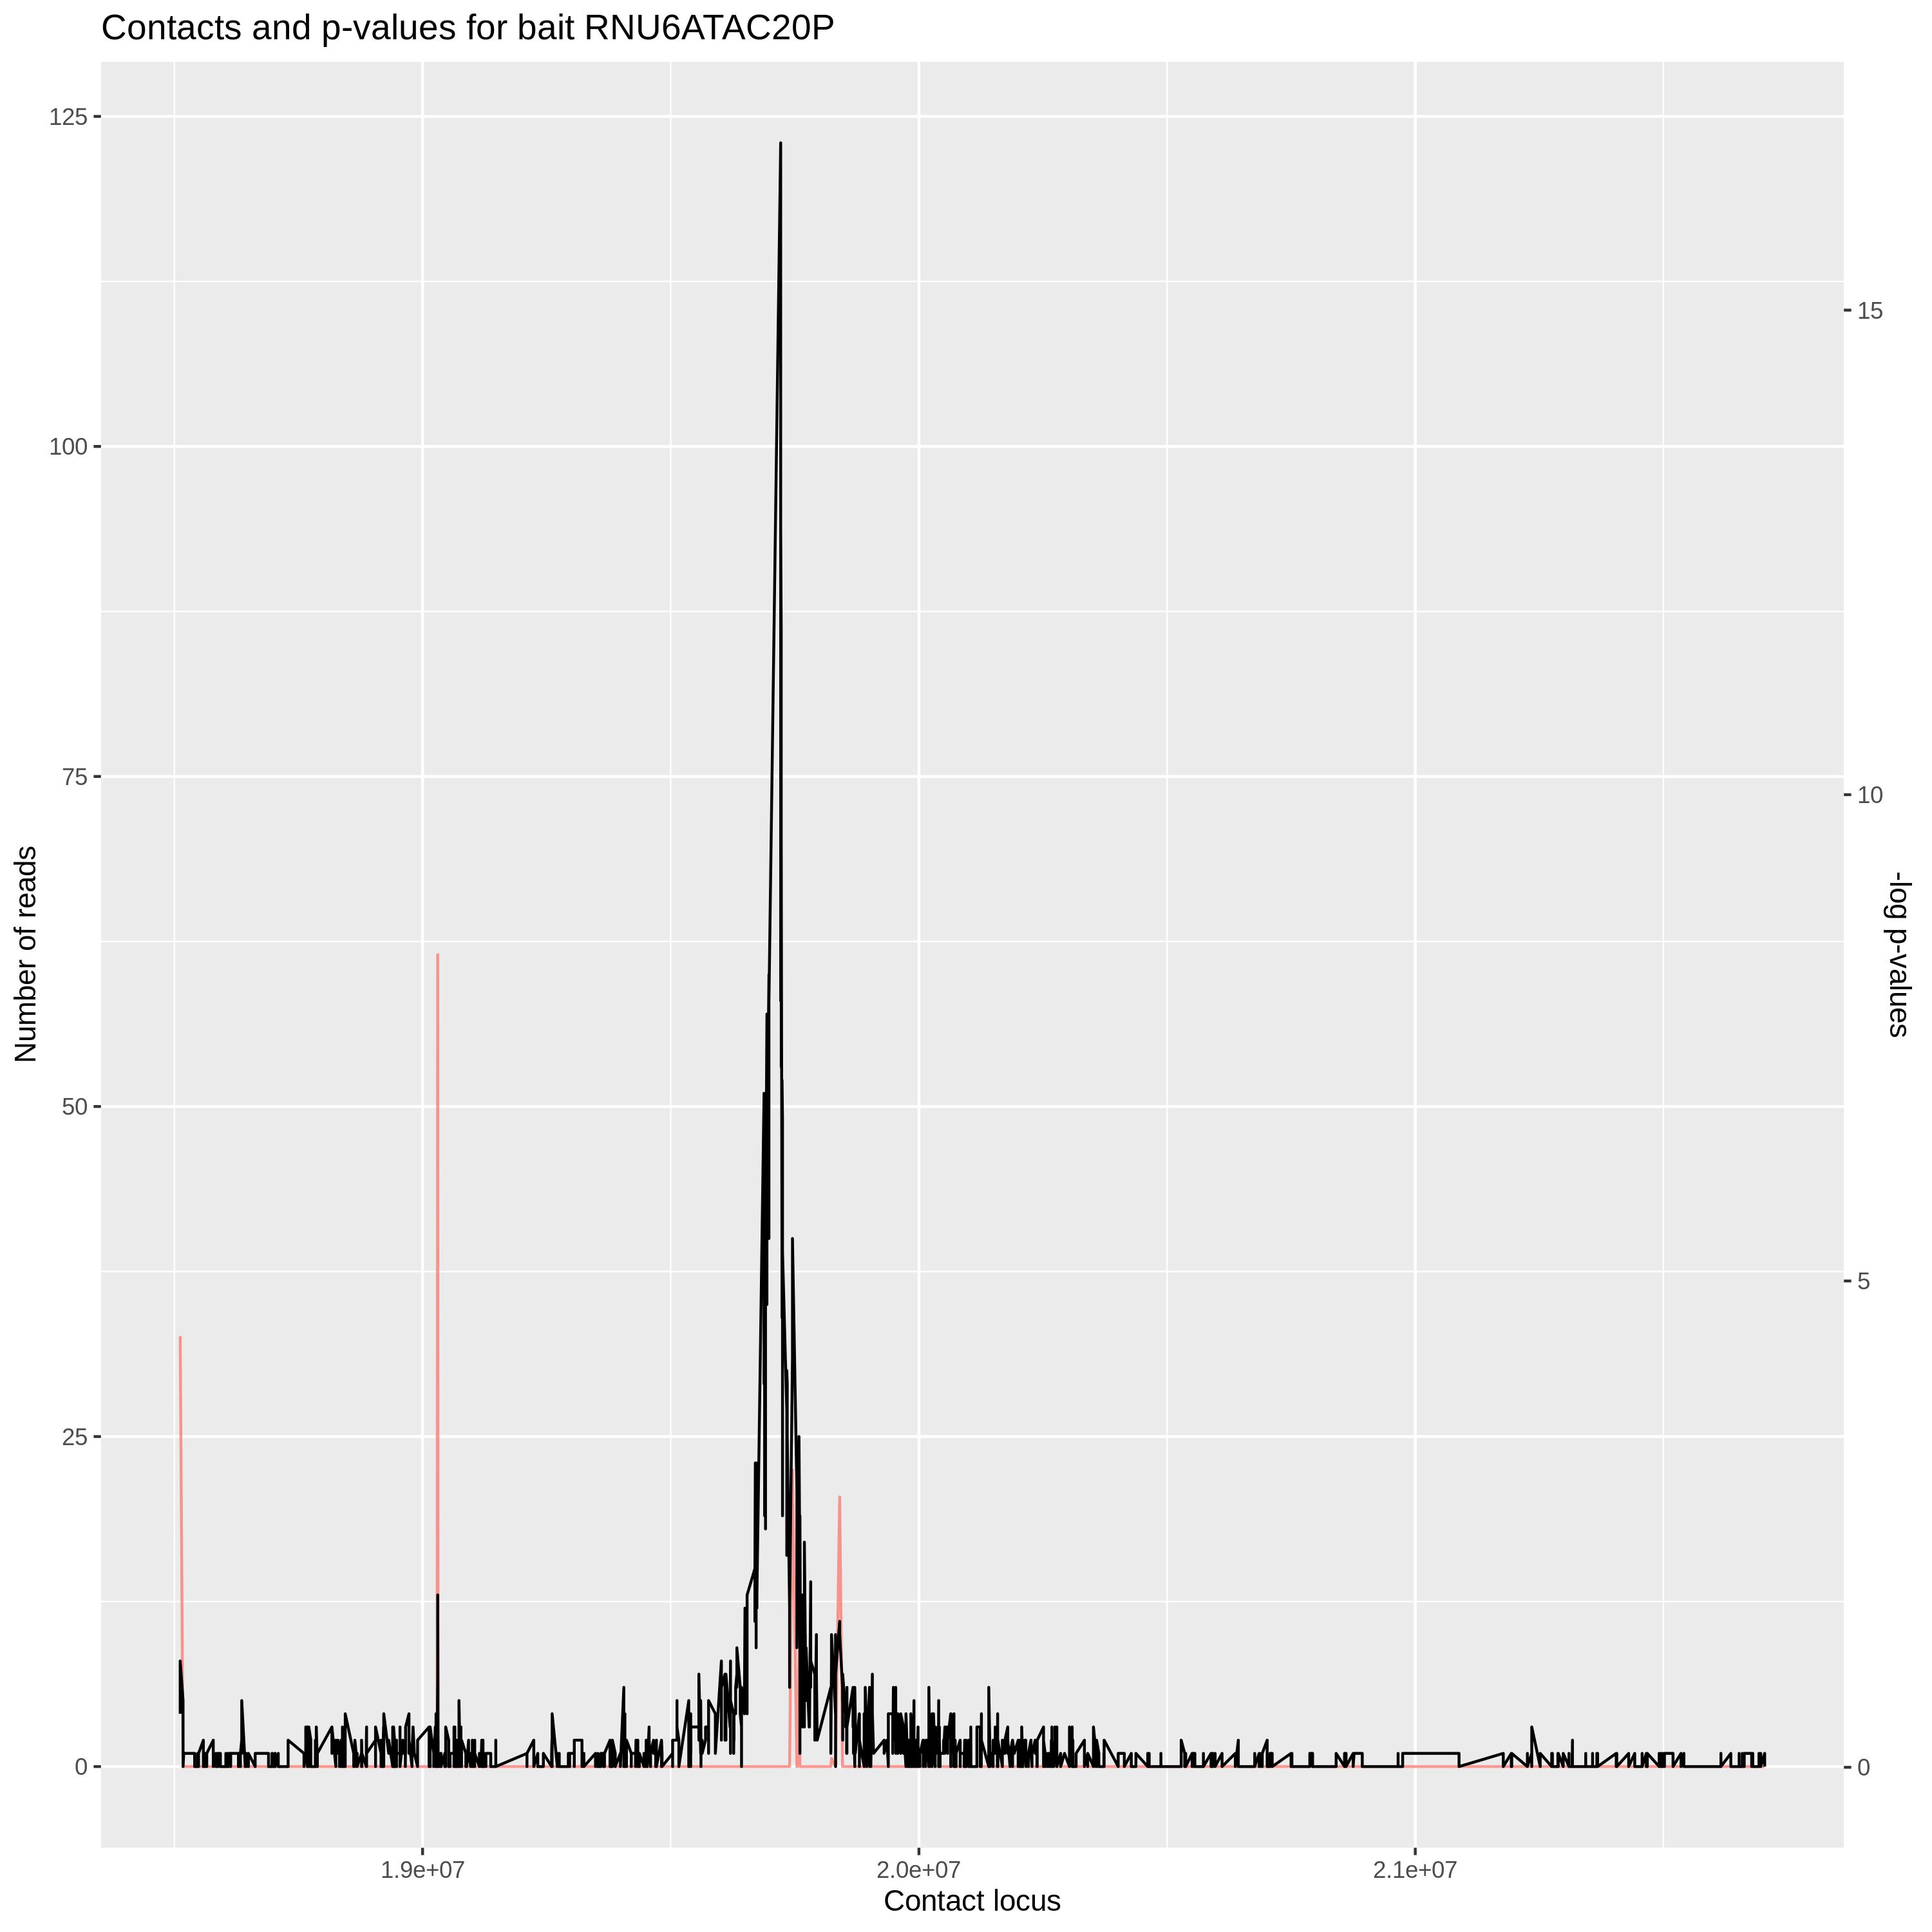 Contacts and p-values for bait RNU6ATAC20P
125
100
75
50
25
0
Number of reads
15
10
5
0
-log p-values
1.9e+07
2.0e+07
2.1e+07
Contact locus